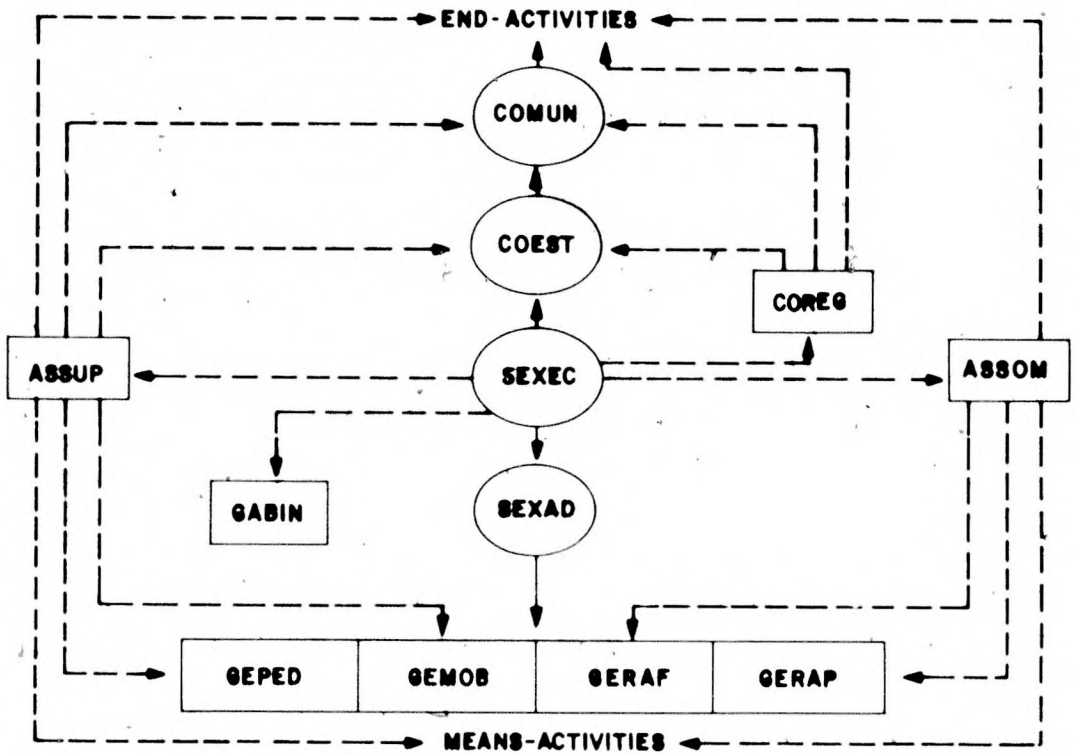 END-ACTIVITIES
COMUN
COEST
COREG
ASSUP
SEXEC
ASSOM
GABIN
SEXAD
GEPED GEMOB GERAF GERAP
MEANS-ACTIVITIES